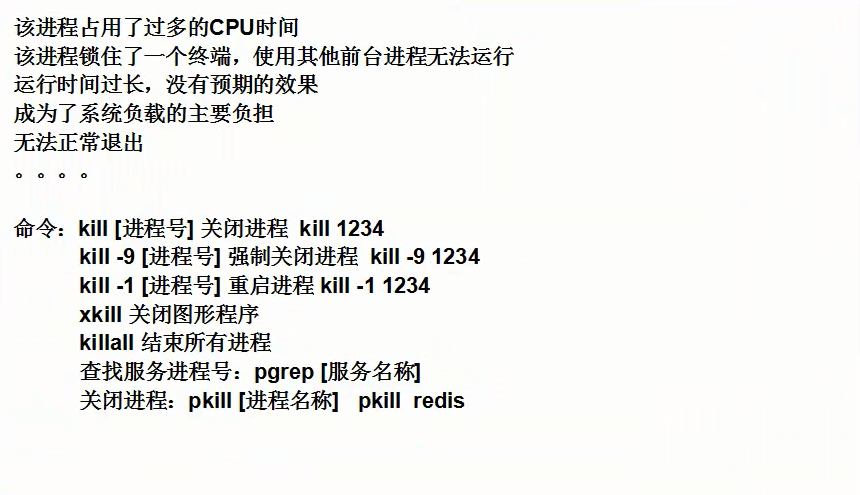 该进程占用了过多的CPU时间
该进程锁住了一个终端，使用其他前台进程无法运行
运行时间过长，没有预期的效果
成为了系统负载的主要负担
无法正常退出
。。。。
命令：kill [进程号] 关闭进程 kill 1234
kill -9 [进程号] 强制关闭进程 kill -9 1234
kill -1 [进程号] 重启进程 kill -1 1234
xkill 关闭图形程序
killall 结束所有进程
查找服务进程号：pgrep [服务名称]
关闭进程：pkill [进程名称] pkill redis